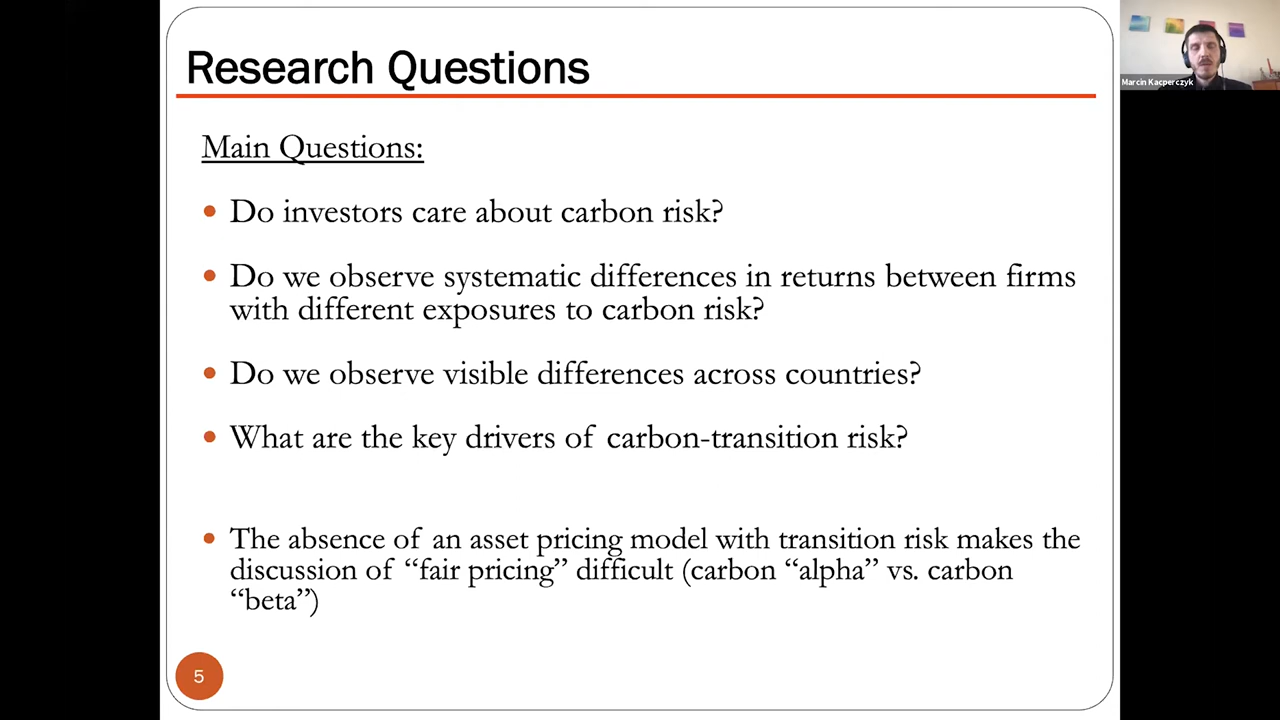 Research Questions
Main Questions:
• Do investors care about carbon risk?
• Do we observe systematic differences in returns between firms
with different exposures to carbon risk?
• Do we observe visible differences across countries?
• What are the key drivers of carbon-transition risk?
• The absence of an asset pricing model with transition risk makes the
discussion of “fair pricing” difficult (carbon “alpha” vs. carbon
“beta”)
5
Marcin Kacperczyk